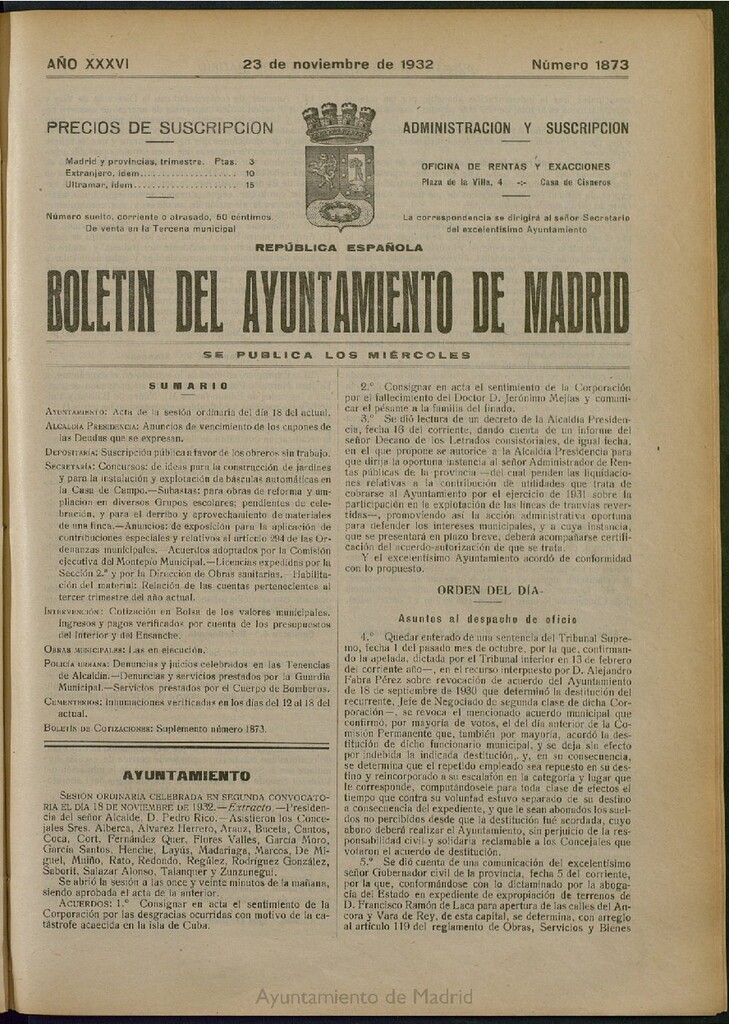 AÑO XXXVI
23 de noviembre de 1932
Número 1873
PRECIOS DE SUSCRIPCION
Madrid y provincias, trimestre. Ptas. 3
Extranjero, ídem.................... 10
Ultramar, ídem.................... 15
Número suelto, corriente o atrasado, 50 céntimos.
De venta en la Tercena municipal
ADMINISTRACION Y SUSCRIPCION
OFICINA DE RENTAS Y EXACCIONES
Plaza de la Villa, 4 -:- Casa de Cisneros
La correspondencia se dirigirá al señor Secretario
del excelentísimo Ayuntamiento
REPÚBLICA ESPAÑOLA
BOLETIN DEL AYUNTAMIENTO DE MADRID
SE PUBLICA LOS MIÉRCOLES
SUMARIO
AYUNTAMIENTO: Acta de la sesión ordinaria del día 18 del actual.
ALCALDÍA PRESIDENCIA: Anuncios de vencimiento de los cupones de
las Deudas que se expresan.
DEPOSITARÍA: Suscripción pública a favor de los obreros sin trabajo.
SECRETARÍA: Concursos: de ideas para la construcción de jardines
y para la instalación y explotación de básculas automáticas en
la Casa de Campo.—Subastas: para obras de reforma y am-
pliación en diversos Grupos escolares; pendientes de cele-
bración, y para el derribo y aprovechamiento de materiales
de una finca.—Anuncios: de exposición para la aplicación de
contribuciones especiales y relativos al artículo 294 de las Or-
denanzas municipales.—Acuerdos adoptados por la Comisión
ejecutiva del Montepío Municipal.—Licencias expedidas por la
Sección 2.ª y por la Dirección de Obras sanitarias.—Habilita-
ción del material: Relación de las cuentas pertenecientes al
tercer trimestre del año actual.
INTERVENCIÓN: Cotización en Bolsa de los valores municipales.
Ingresos y pagos verificados por cuenta de los presupuestos
del Interior y del Ensanche.
OBRAS MUNICIPALES: Las en ejecución.
POLICÍA URBANA: Denuncias y juicios celebrados en las Tenencias
de Alcaldía.—Denuncias y servicios prestados por la Guardia
Municipal.—Servicios prestados por el Cuerpo de Bomberos.
CEMENTERIOS: Inhumaciones verificadas en los días del 12 al 18 del
actual.
BOLETÍN DE COTIZACIONES: Suplemento número 1873.
AYUNTAMIENTO
SESIÓN ORDINARIA CELEBRADA EN SEGUNDA CONVOCATO-
RIA EL DÍA 18 DE NOVIEMBRE DE 1932.—Extracto.—Presiden-
cia del señor Alcalde, D. Pedro Rico.—Asistieron los Conce-
jales Sres. Alberca, Alvarez Herrero, Arauz, Buceta, Cantos,
Coca, Cort, Fernández Quer, Flores Valles, García Moro,
García Santos, Henche, Layús, Madariaga, Marcos, De Mi-
guel, Muiño, Rato, Redondo, Regúlez, Rodríguez González,
Saborit, Salazar Alonso, Talanquer y Zunzunegui.
Se abrió la sesión a las once y veinte minutos de la mañana,
siendo aprobada el acta de la anterior.
ACUERDOS: 1.º Consignar en acta el sentimiento de la
Corporación por las desgracias ocurridas con motivo de la ca-
tástrofe acaecida en la isla de Cuba.
2.º Consignar en acta el sentimiento de la Corporación
por el fallecimiento del Doctor D. Jerónimo Mejías y comuni-
car el pésame a la familia del finado.
3.º Se dió lectura de un decreto de la Alcaldía Presiden-
cia, fecha 16 del corriente, dando cuenta de un informe del
señor Decano de los Letrados consistoriales, de igual fecha,
en el que propone se autorice a la Alcaldía Presidencia para
que dirija la oportuna instancia al señor Administrador de Ren-
tas públicas de la provincia —del cual penden las liquidacio-
nes relativas a la contribución de utilidades que trata de
cobrarse al Ayuntamiento por el ejercicio de 1931 sobre la
participación en la explotación de las líneas de tranvías rever-
tidas—, promoviendo así la acción administrativa oportuna
para defender los intereses municipales, y a cuya instancia,
que se presentará en plazo breve, deberá acompañarse certifi-
cación del acuerdo-autorización de que se trata.
Y el excelentísimo Ayuntamiento acordó de conformidad
con lo propuesto.
ORDEN DEL DÍA
Asuntos al despacho de oficio
4.º Quedar enterado de una sentencia del Tribunal Supre-
mo, fecha 1 del pasado mes de octubre, por la que, confirman-
do la apelada, dictada por el Tribunal inferior en 13 de febrero
del corriente año—, en el recurso interpuesto por D. Alejandro
Fabra Pérez sobre revocación de acuerdo del Ayuntamiento
de 18 de septiembre de 1930 que determinó la destitución del
recurrente, Jefe de Negociado de segunda clase de dicha Cor-
poración—, se revoca el mencionado acuerdo municipal que
confirmó, por mayoría de votos, el del día anterior de la Co-
misión Permanente que, también por mayoría, acordó la des-
titución de dicho funcionario municipal, y se deja sin efecto
por indebida la indicada destitución, y, en su consecuencia,
se determina que el repetido empleado sea repuesto en su des-
tino y reincorporado a su escalafón en la categoría y lugar que
le corresponde, computándosele para toda clase de efectos el
tiempo que contra su voluntad estuvo separado de su destino
a consecuencia del expediente, y que le sean abonados los suel-
dos no percibidos desde que la destitución fué acordada, cuyo
abono deberá realizar el Ayuntamiento, sin perjuicio de la res-
ponsabilidad civil y solidaria reclamable a los Concejales que
votaron el acuerdo de destitución.
5.º Se dió cuenta de una comunicación del excelentísimo
señor Gobernador civil de la provincia, fecha 5 del corriente,
por la que, conformándose con lo dictaminado por la aboga-
cía del Estado en expediente de expropiación de terrenos de
D. Francisco Ramón de Laca para apertura de las calles del An-
cora y Vara de Rey, de esta capital, se determina, con arreglo
al artículo 119 del reglamento de Obras, Servicios y Bienes
Ayuntamiento de Madrid